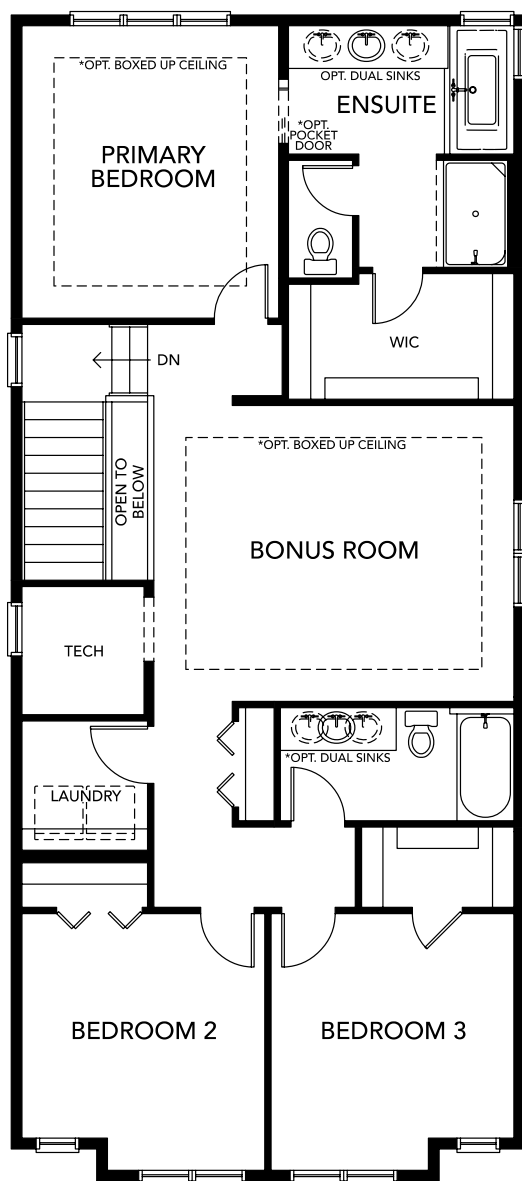 *OPT. BOXED UP CEILING
PRIMARY
BEDROOM
OPT. DUAL SINKS
ENSUITE
*OPT.
POCKET
DOOR
WIC
DN
OPEN TO
BELOW
*OPT. BOXED UP CEILING
BONUS ROOM
TECH
*OPT. DUAL SINKS
LAUNDRY
BEDROOM 2
BEDROOM 3